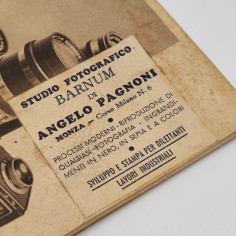 STUDIO FOTOGRAFICO
BARNUM
DI
ANGELO PAGNONI
MONZA - Corso Milano N. 6
PROCESSI MODERNI - RIPRODUZIONE DI
QUALSIASI FOTOGRAFIA - INGRANDI-
MENTI IN NERO, IN SEPIA E A COLORI
SVILUPPO E STAMPA PER DILETTANTI
LAVORI INDUSTRIALI